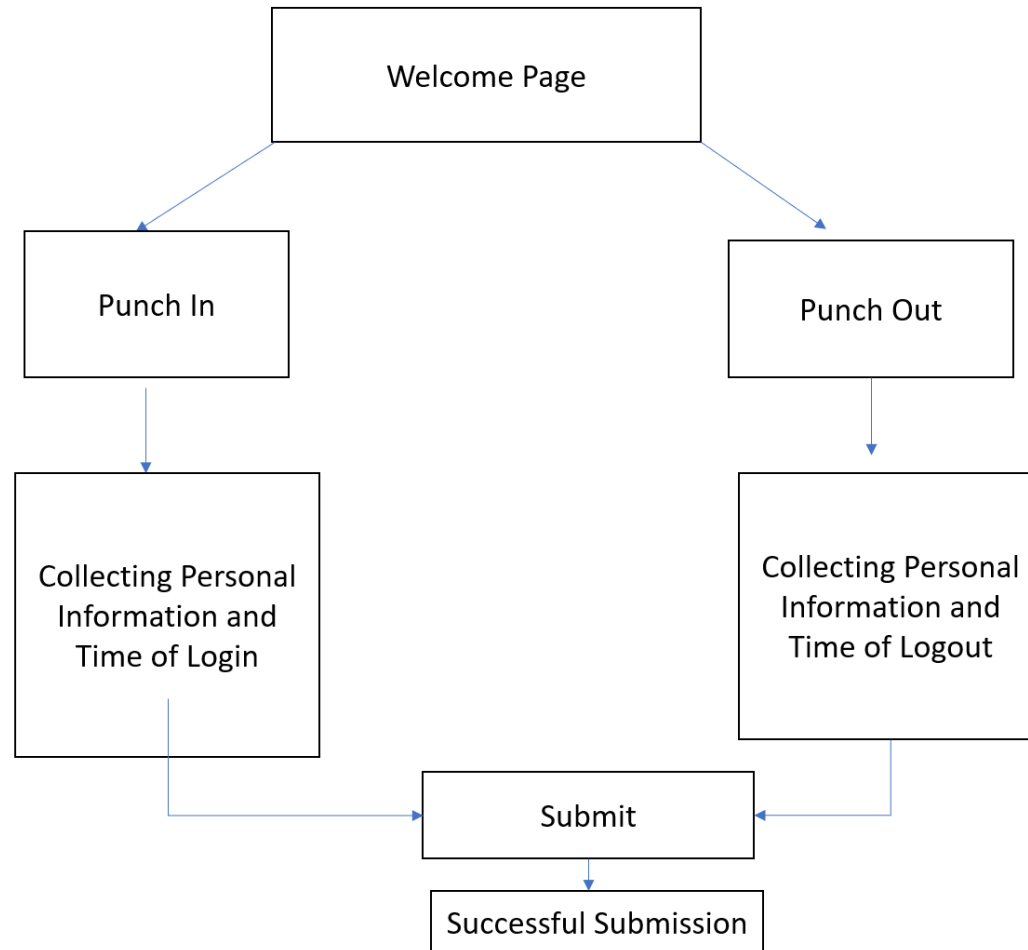 Welcome Page
Punch In
Punch Out
Collecting Personal
Information and
Time of Login
Collecting Personal
Information and
Time of Logout
Submit
Successful Submission